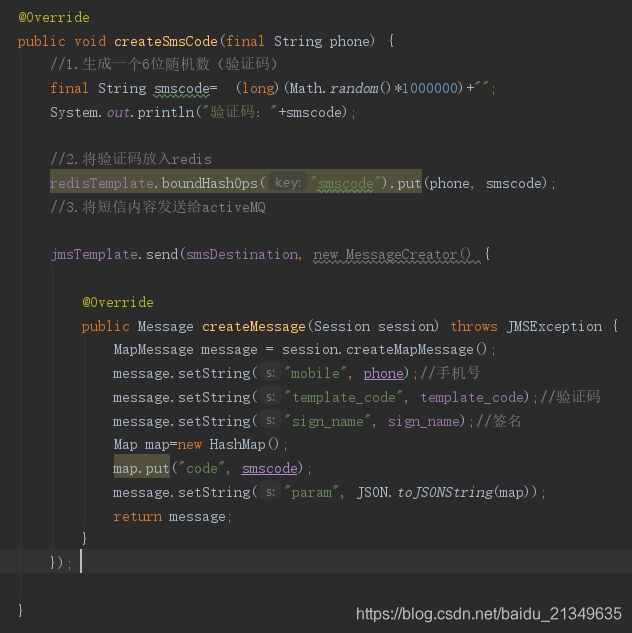 @Override
public void createSmsCode(final String phone) {
//1.生成一个6位随机数（验证码）
final String smscode=  (long)(Math.random()*1000000)+"";
System.out.println("验证码："+smscode);
//2.将验证码放入redis
redisTemplate.boundHashOps( key: "smscode").put(phone, smscode);
//3.将短信内容发送给activeMQ
jmsTemplate.send(smsDestination, new MessageCreator() {
@Override
public Message createMessage(Session session) throws JMSException {
MapMessage message = session.createMapMessage();
message.setString( s: "mobile", phone);//手机号
message.setString( s: "template_code", template_code);//验证码
message.setString( s: "sign_name", sign_name);//签名
Map map=new HashMap();
map.put("code", smscode);
message.setString( s: "param", JSON.toJSONString(map));
return message;
}
});
}
https://blog.csdn.net/baidu_21349635